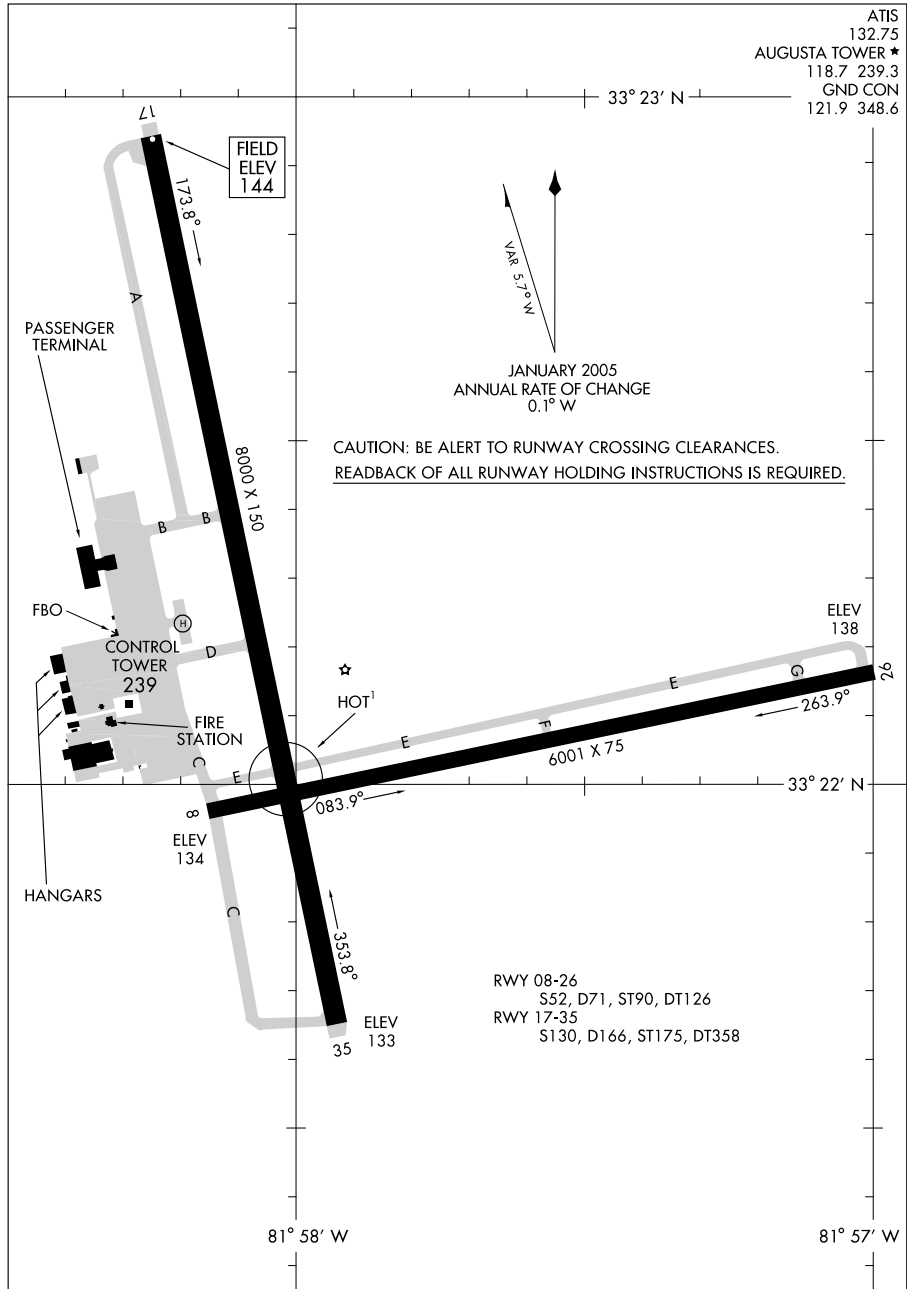 ATIS
132.75
AUGUSTA TOWER ★
118.7 239.3
GND CON
121.9 348.6
33° 23' N
17
FIELD
ELEV
144
173.8°
VAR 5.7° W
A
PASSENGER
TERMINAL
JANUARY 2005
ANNUAL RATE OF CHANGE
0.1° W
CAUTION: BE ALERT TO RUNWAY CROSSING CLEARANCES.
READBACK OF ALL RUNWAY HOLDING INSTRUCTIONS IS REQUIRED.
8000 X 150
B
B
FBO
H
ELEV
138
CONTROL
TOWER
239
D
26
G
E
263.9°
HOT¹
FIRE
STATION
F
E
6001 X 75
C
E
33° 22' N
083.9°
8
ELEV
134
HANGARS
C
353.8°
RWY 08-26
S52, D71, ST90, DT126
RWY 17-35
S130, D166, ST175, DT358
ELEV
133
35
81° 58' W
81° 57' W